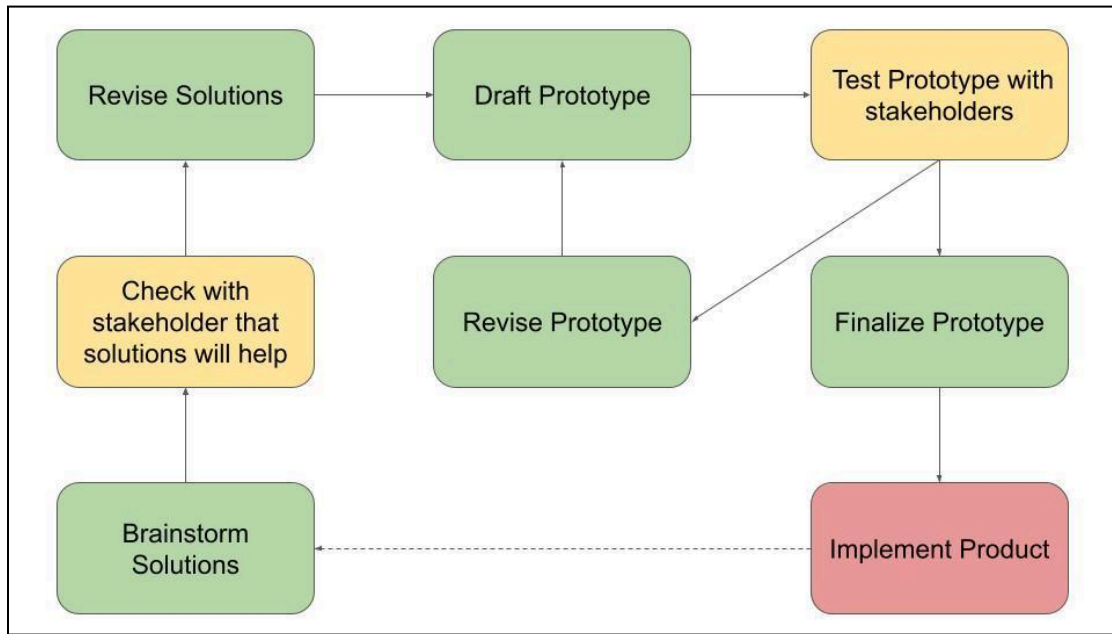 Revise Solutions
Draft Prototype
Test Prototype with
stakeholders
Check with
stakeholder that
solutions will help
Revise Prototype
Finalize Prototype
Brainstorm
Solutions
Implement Product